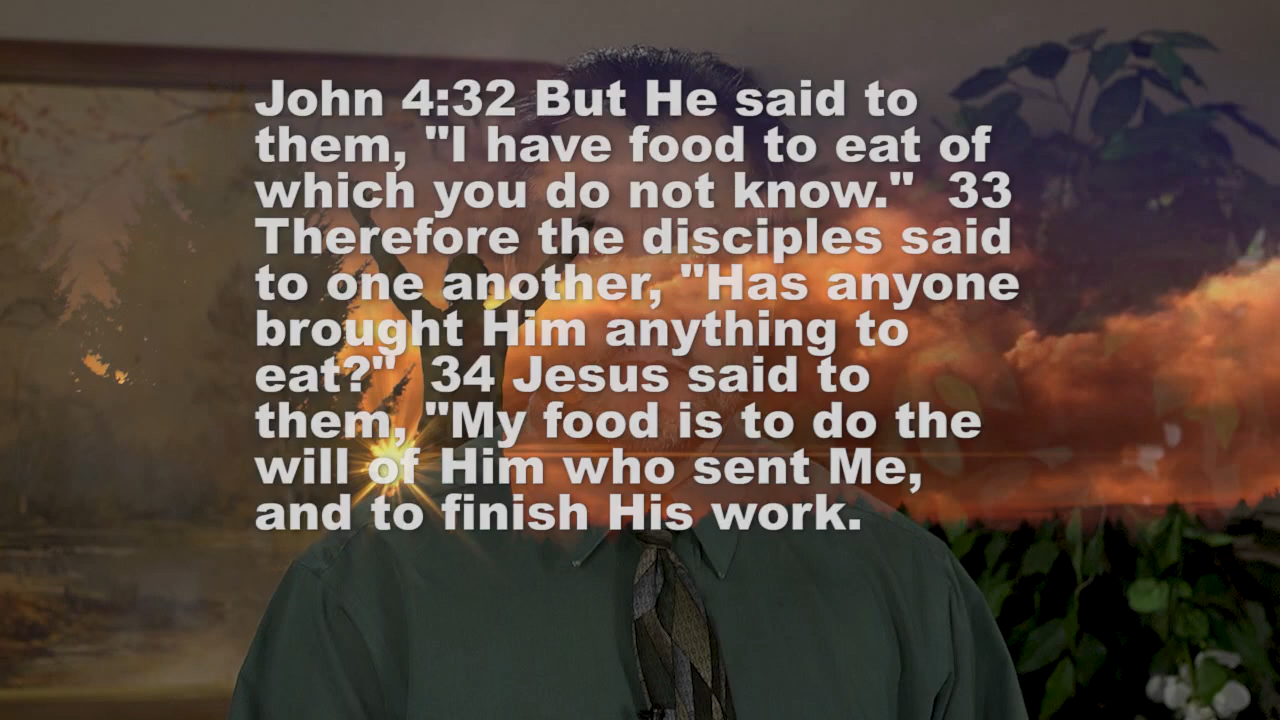 John 4:32 But He said to
them, "I have food to eat of
which you do not know."  33
Therefore the disciples said
to one another, "Has anyone
brought Him anything to
eat?"  34 Jesus said to
them, "My food is to do the
will of Him who sent Me,
and to finish His work.